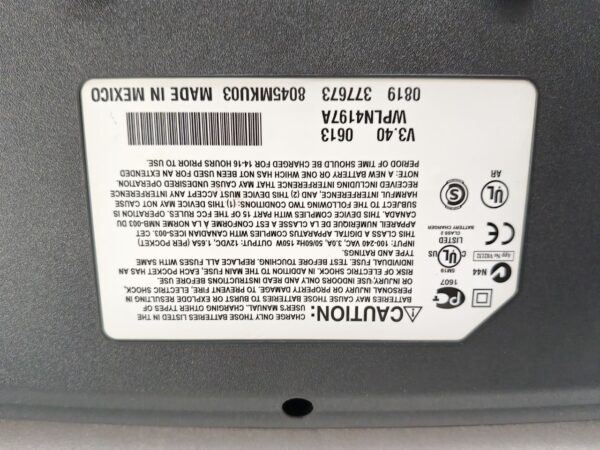 CAUTION:
CHARGE ONLY THOSE BATTERIES
LISTED IN THE BATTERIES
USER'S MANUAL. CHARGING OTHER TYPES OF
BATTERIES MAY CAUSE THOSE BATTERIES TO BURST OR EXPLODE RESULTING IN
PERSONAL INJURY OR PROPERTY DAMAGE. TO PREVENT FIRE, ELECTRIC SHOCK,
OR INJURY, USE ONLY INDOORS AND READ INSTRUCTIONS BEFORE USE.
RISK OF ELECTRIC SHOCK. IN ADDITION TO THE MAIN FUSE, EACH POCKET HAS AN
INDIVIDUAL FUSE. TEST FUSES BEFORE TOUCHING. REPLACE ALL FUSES WITH SAME
TYPE AND RATINGS.
INPUT: 100-240 VAC, 3.0A, 50/60Hz 150W OUTPUT: 12VDC, 1.65A (PER POCKET)
THIS CLASS A DIGITAL APPARATUS COMPLIES WITH CANADIAN ICES-003. CET
APPAREIL NUMÉRIQUE DE LA CLASSE A EST CONFORME À LA NORME NMB-003 DU
CANADA. THIS DEVICE COMPLIES WITH PART 15 OF THE FCC RULES. OPERATION IS
SUBJECT TO THE FOLLOWING TWO CONDITIONS: (1) THIS DEVICE MAY NOT CAUSE
HARMFUL INTERFERENCE, AND (2) THIS DEVICE MUST ACCEPT ANY INTERFERENCE
RECEIVED INCLUDING INTERFERENCE THAT MAY CAUSE UNDESIRED OPERATION.
NOTE: A NEW BATTERY OR ONE WHICH HAS NOT BEEN USED FOR AN EXTENDED
PERIOD OF TIME SHOULD BE CHARGED FOR 14-16 HOURS PRIOR TO USE.
V3.40 0613
WPLN4197A
0819 377673 8045MKU03 MADE IN MEXICO
1607
N44
C UL US
LISTED
5M19
BATTERY CHARGER
CLASS 2
UL
S
AR